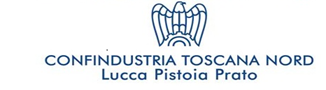 CONFINDUSTRIA TOSCANA NORD
Lucca Pistoia Prato